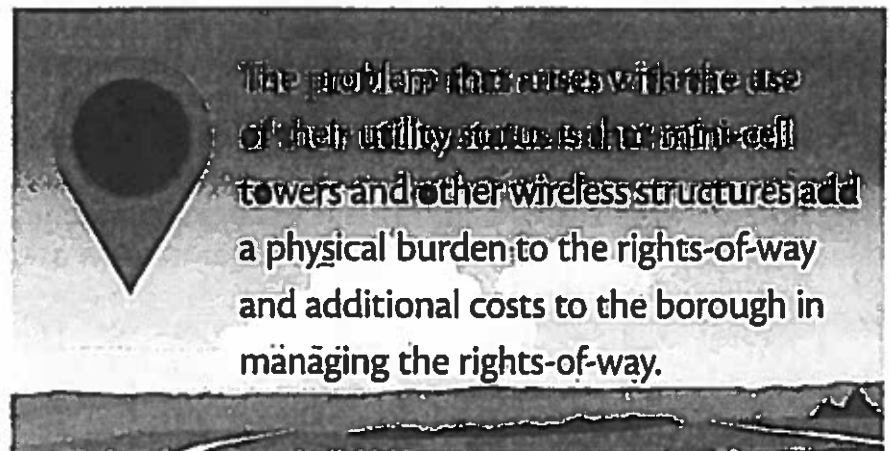 The problem that arises with the use
of their utility status is that mini-cell
towers and other wireless structures add
a physical burden to the rights-of-way
and additional costs to the borough in
managing the rights-of-way.